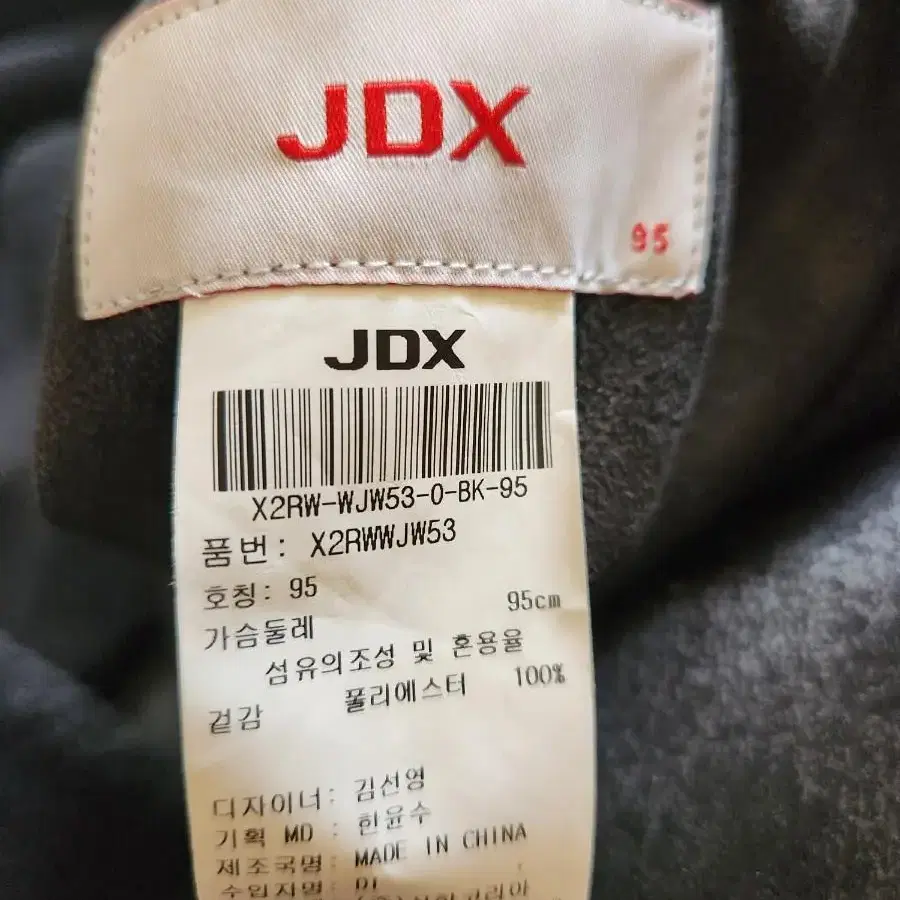 JDX
95
JDX
X2RW-WJW53-0-BK-95
품번: X2RWWJW53
호칭: 95
가슴둘레 95cm
섬유의조성 및 혼용율
겉감 폴리에스터 100%
디자이너: 김선영
기획 MD : 한윤수
제조국명: MADE IN CHINA